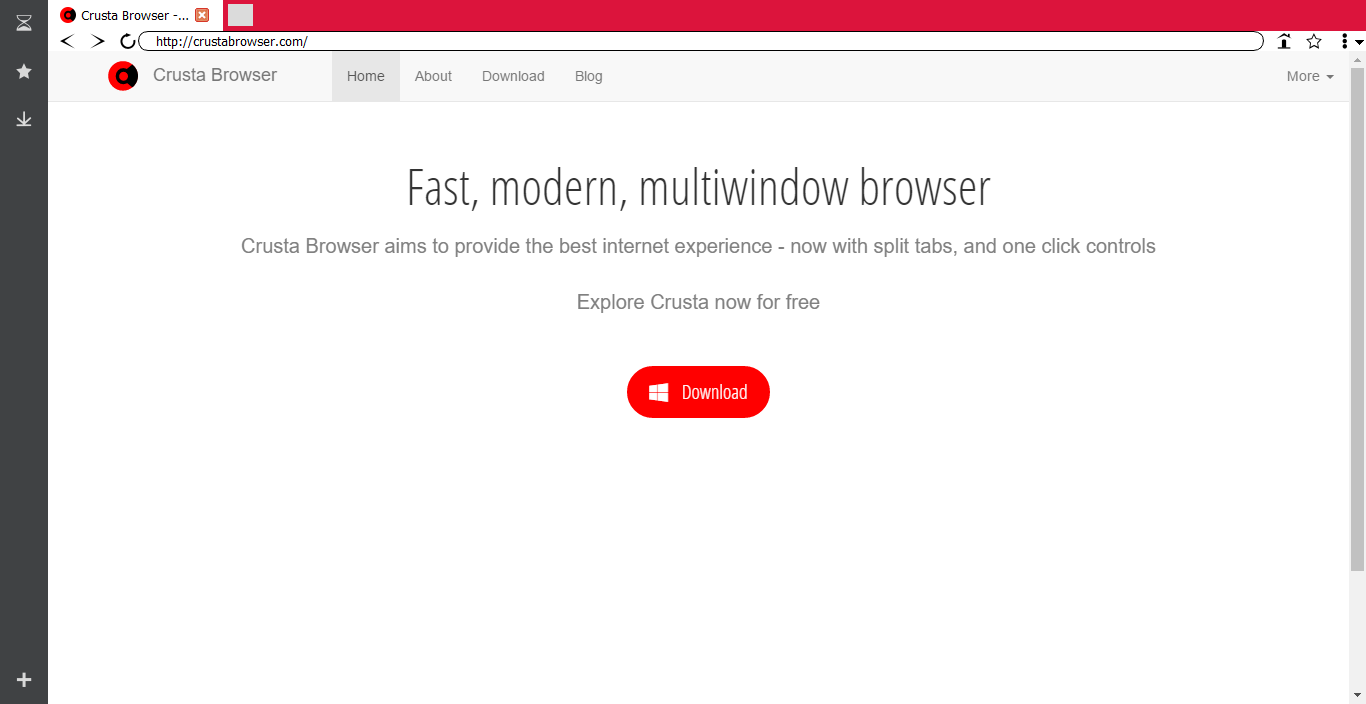 Crusta Browser -...
http://crustabrowser.com/
Crusta Browser
Home
About
Download
Blog
More
Fast, modern, multiwindow browser
Crusta Browser aims to provide the best internet experience - now with split tabs, and one click controls
Explore Crusta now for free
Download